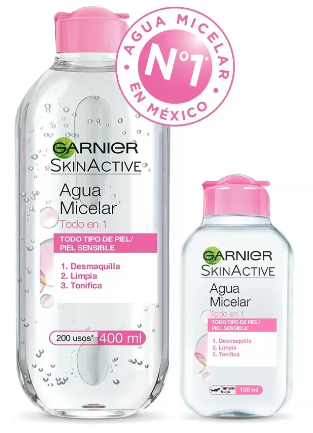 AGUA MICELAR
Nº1
EN MÉXICO
GARNIER
SKINACTIVE
Agua
Micelar
Todo en 1
TODO TIPO DE PIEL/
PIEL SENSIBLE
1. Desmaquilla
2. Limpia
3. Tonifica
200 usos* 400 ml
GARNIER
SKINACTIVE
Agua
Micelar
Todo en 1
TODO TIPO DE PIEL/
PIEL SENSIBLE
1. Desmaquilla
2. Limpia
3. Tonifica
100 ml